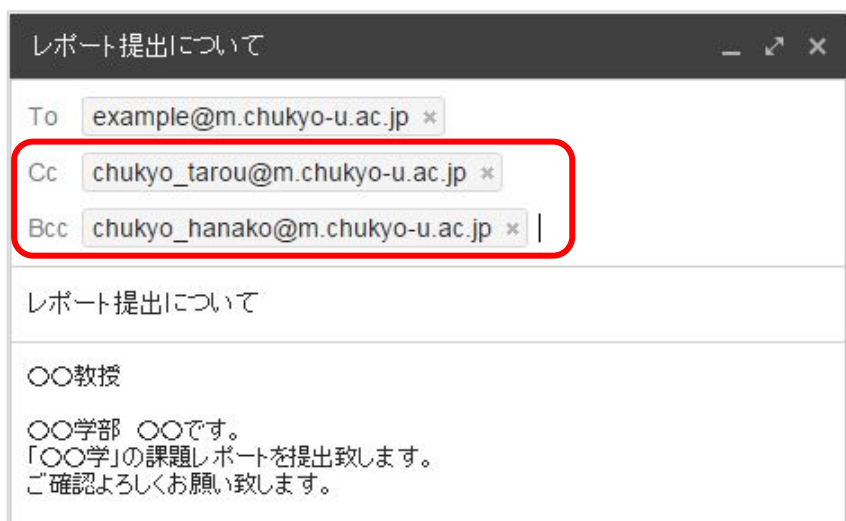 レポート提出について
To example@m.chukyo-u.ac.jp ×
Cc chukyo_tarou@m.chukyo-u.ac.jp ×
Bcc chukyo_hanako@m.chukyo-u.ac.jp ×
レポート提出について
〇〇教授
〇〇学部 〇〇です。
「〇〇学」の課題レポートを提出致します。
ご確認よろしくお願い致します。